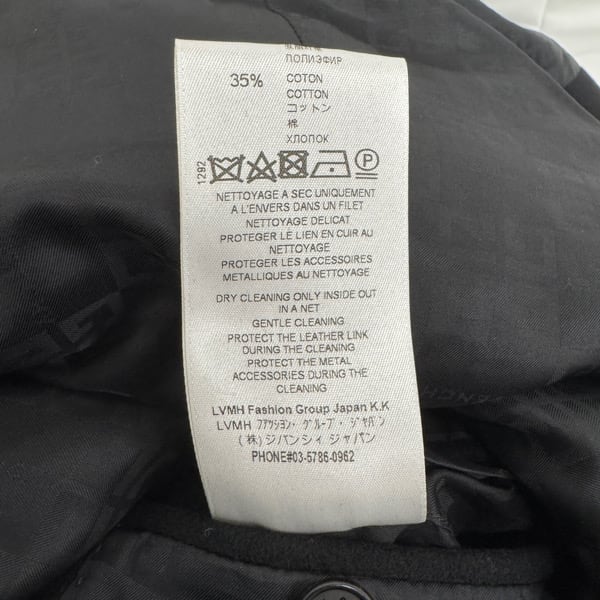 ПОЛИЭФИР
35% COTON
COTTON
コットン
棉
ХЛОПОК
1292
P
NETTOYAGE A SEC UNIQUEMENT
A L'ENVERS DANS UN FILET
NETTOYAGE DELICAT
PROTEGER LE LIEN EN CUIR AU
NETTOYAGE
PROTEGER LES ACCESSOIRES
METALLIQUES AU NETTOYAGE
DRY CLEANING ONLY INSIDE OUT
IN A NET
GENTLE CLEANING
PROTECT THE LEATHER LINK
DURING THE CLEANING
PROTECT THE METAL
ACCESSORIES DURING THE
CLEANING
LVMH Fashion Group Japan K.K
LVMH ファッション・グループ・ジャパン
(株)ジバンシィ ジャパン
PHONE#03-5786-0962